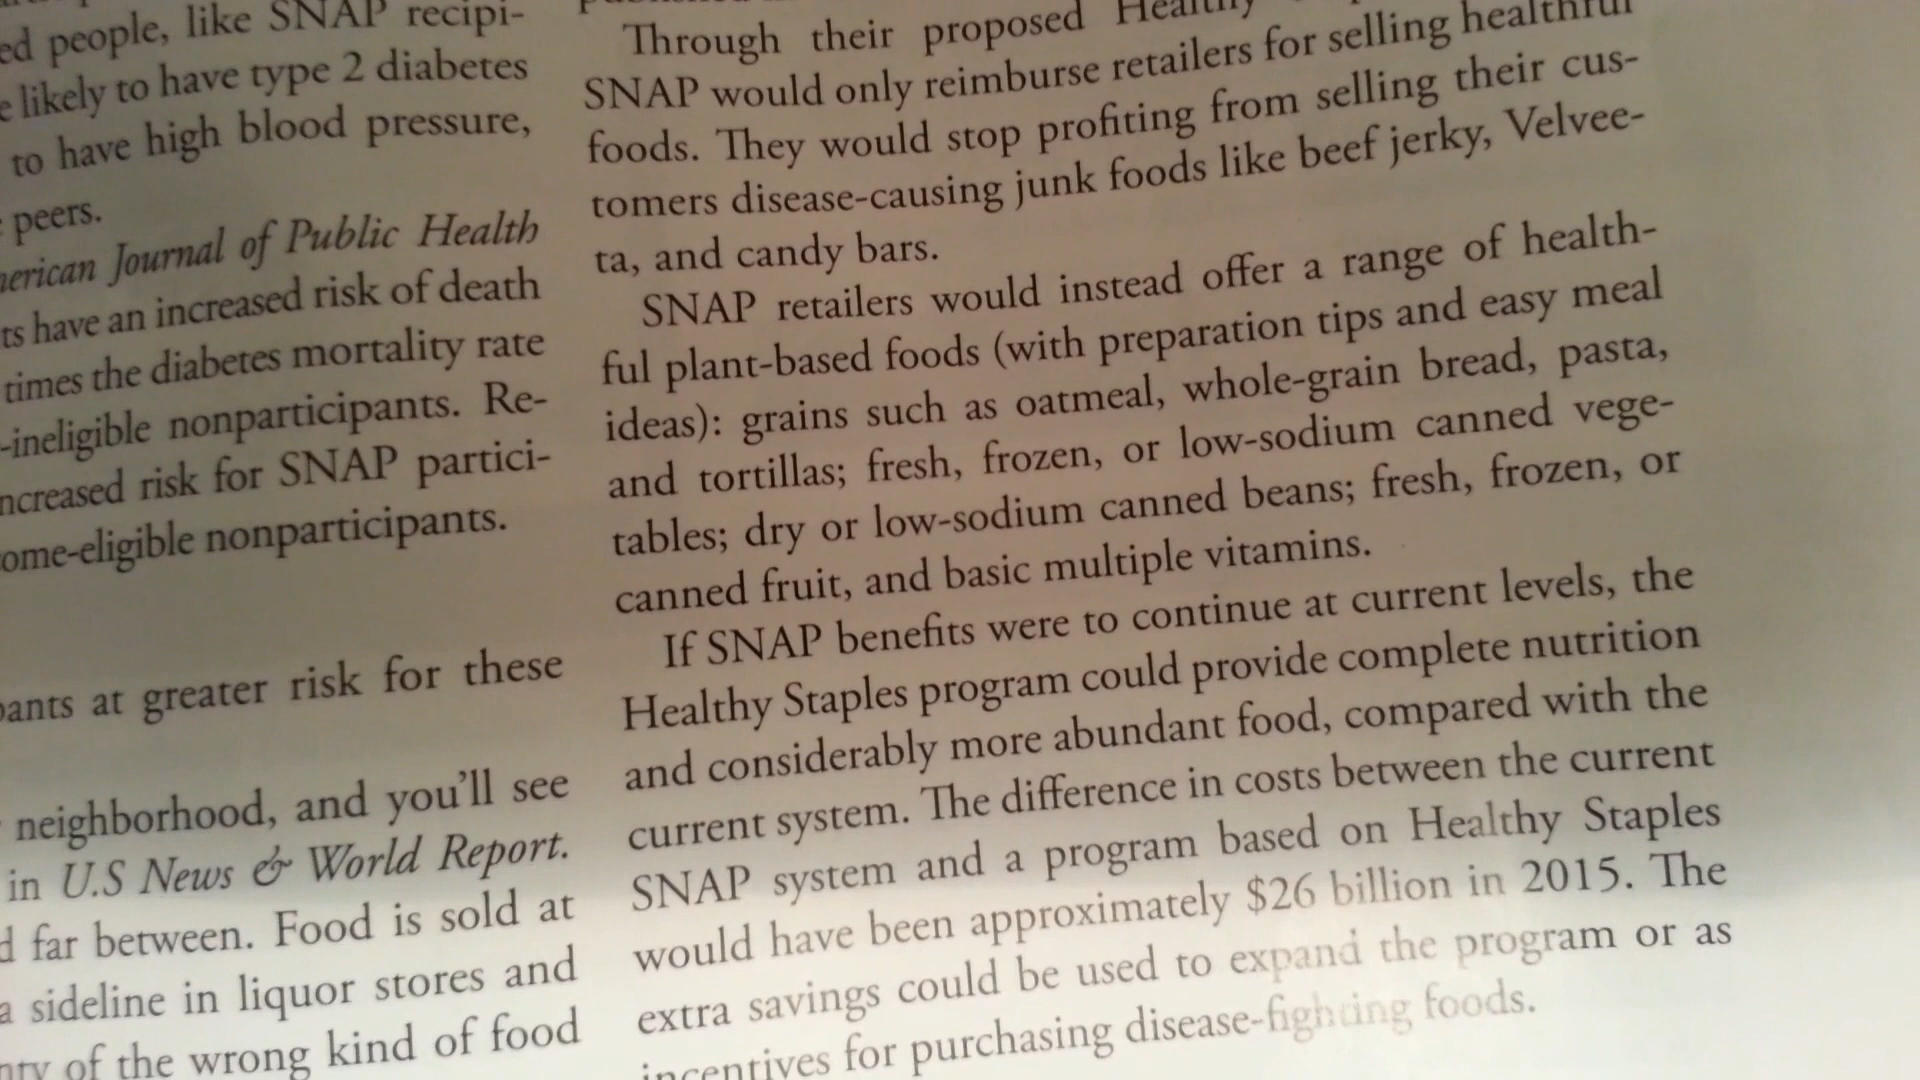 ed people, like SNAP recipi-
e likely to have type 2 diabetes
to have high blood pressure,
peers.
nerican Journal of Public Health
ts have an increased risk of death
times the diabetes mortality rate
-ineligible nonparticipants. Re-
ncreased risk for SNAP partici-
ome-eligible nonparticipants.
pants at greater risk for these
neighborhood, and you'll see
in U.S News & World Report.
d far between. Food is sold at
a sideline in liquor stores and
nty of the wrong kind of food
Through their proposed Healthy
SNAP would only reimburse retailers for selling healthful
foods. They would stop profiting from selling their cus-
tomers disease-causing junk foods like beef jerky, Velvee-
ta, and candy bars.
SNAP retailers would instead offer a range of health-
ful plant-based foods (with preparation tips and easy meal
ideas): grains such as oatmeal, whole-grain bread, pasta,
and tortillas; fresh, frozen, or low-sodium canned vege-
tables; dry or low-sodium canned beans; fresh, frozen, or
canned fruit, and basic multiple vitamins.
If SNAP benefits were to continue at current levels, the
Healthy Staples program could provide complete nutrition
and considerably more abundant food, compared with the
current system. The difference in costs between the current
SNAP system and a program based on Healthy Staples
would have been approximately $26 billion in 2015. The
extra savings could be used to expand the program or as
incentives for purchasing disease-fighting foods.